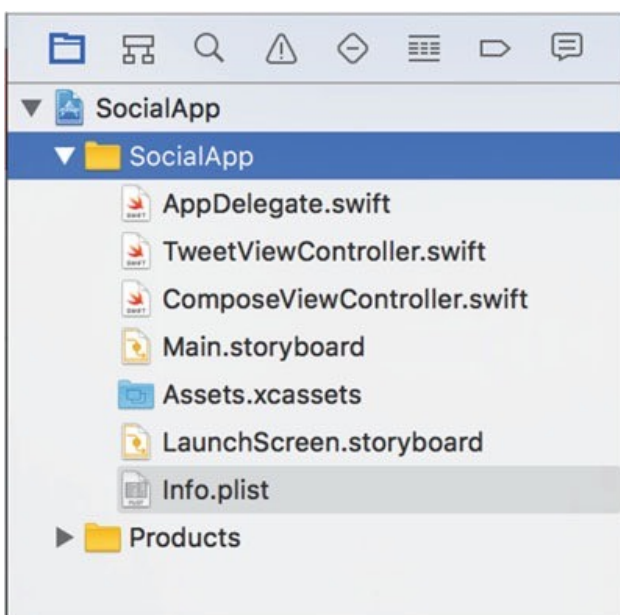 SocialApp
SocialApp
AppDelegate.swift
TweetViewController.swift
ComposeViewController.swift
Main.storyboard
Assets.xcassets
LaunchScreen.storyboard
Info.plist
Products